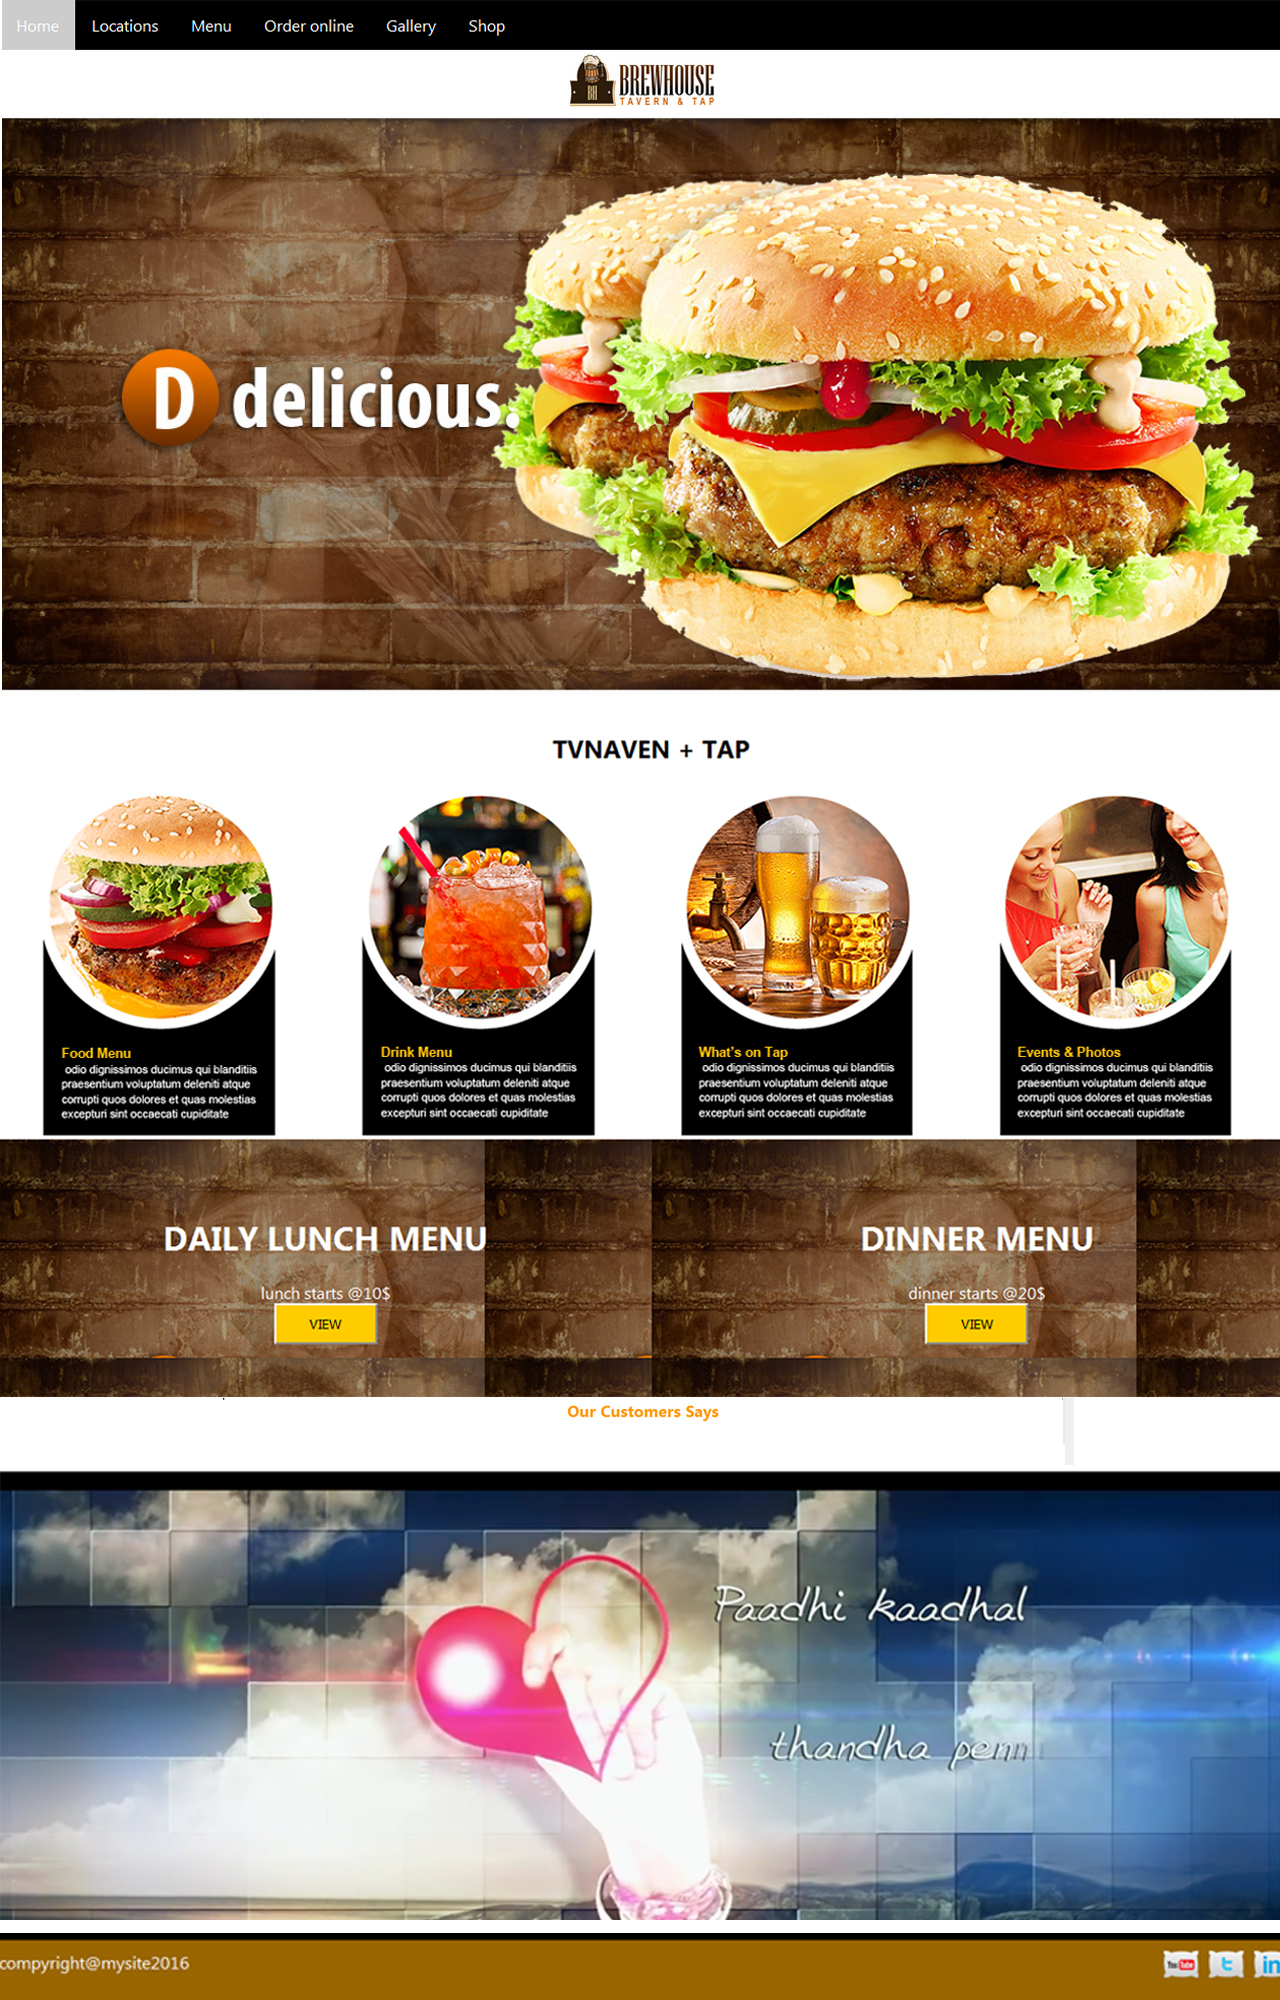 Home Locations Menu Order online Gallery Shop
BH BREWHOUSE
TAVERN & TAP
D delicious.
TVNAVEN + TAP
Food Menu
odio dignissimos ducimus qui blanditiis
praesentium voluptatum deleniti atque
corrupti quos dolores et quas molestias
excepturi sint occaecati cupiditate
Drink Menu
odio dignissimos ducimus qui blanditiis
praesentium voluptatum deleniti atque
corrupti quos dolores et quas molestias
excepturi sint occaecati cupiditate
What's on Tap
odio dignissimos ducimus qui blanditiis
praesentium voluptatum deleniti atque
corrupti quos dolores et quas molestias
excepturi sint occaecati cupiditate
Events & Photos
odio dignissimos ducimus qui blanditiis
praesentium voluptatum deleniti atque
corrupti quos dolores et quas molestias
excepturi sint occaecati cupiditate
DAILY LUNCH MENU
lunch starts @10$
VIEW
DINNER MENU
dinner starts @20$
VIEW
Our Customers Says
Paadhi kaadhal
thandha penn
compyright@mysite2016
You Tube t in